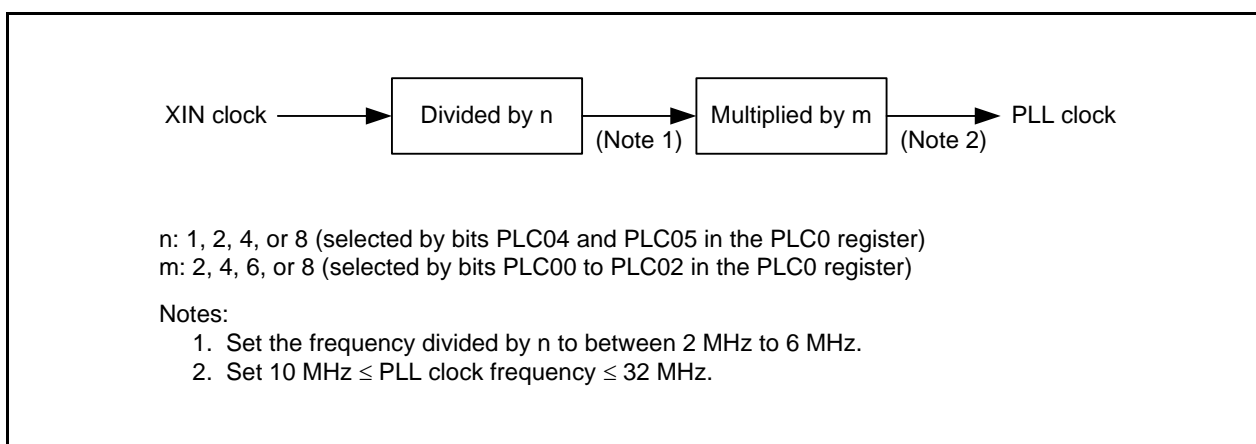 XIN clock
Divided by n
(Note 1)
Multiplied by m
(Note 2)
PLL clock
n: 1, 2, 4, or 8 (selected by bits PLC04 and PLC05 in the PLC0 register)
m: 2, 4, 6, or 8 (selected by bits PLC00 to PLC02 in the PLC0 register)
Notes:
1. Set the frequency divided by n to between 2 MHz to 6 MHz.
2. Set 10 MHz ≤ PLL clock frequency ≤ 32 MHz.